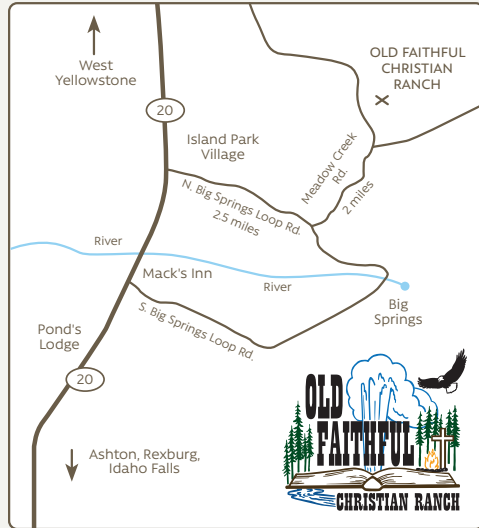 West
Yellowstone
OLD FAITHFUL
CHRISTIAN
RANCH
20
Island Park
Village
Meadow Creek
Rd.
2 miles
N. Big Springs Loop Rd.
2.5 miles
River
Mack's Inn
River
Big
Springs
S. Big Springs Loop Rd.
Pond's
Lodge
20
Ashton, Rexburg,
Idaho Falls
OLD
FAITHFUL
CHRISTIAN RANCH